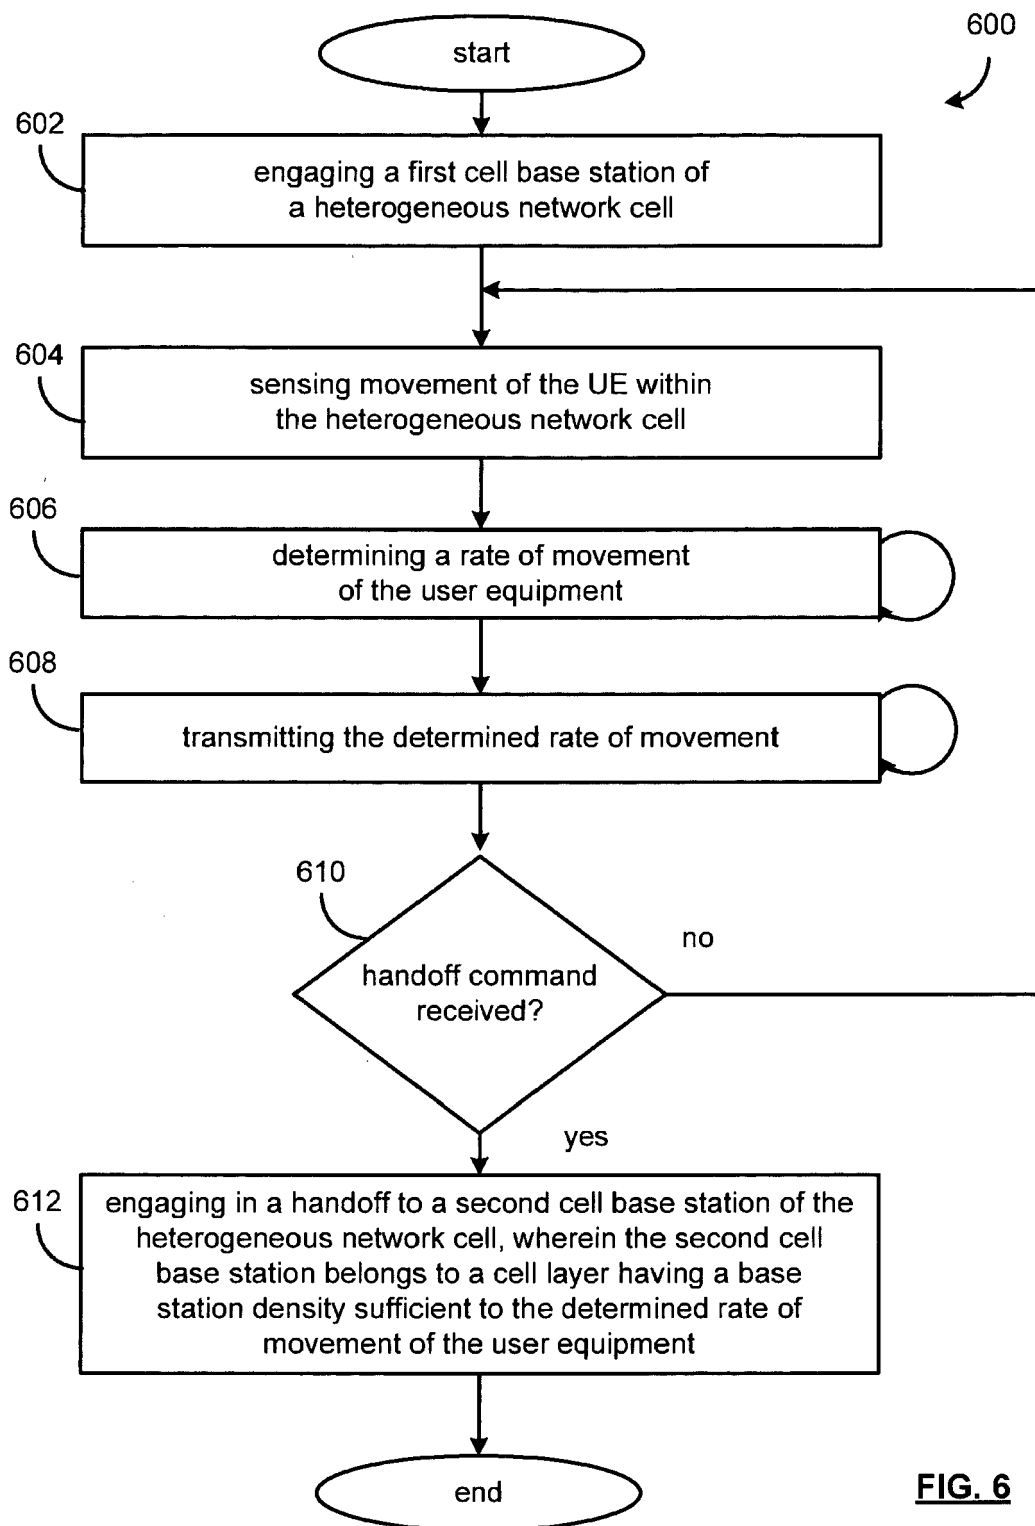 600
start
602
engaging a first cell base station of
a heterogeneous network cell
604
sensing movement of the UE within
the heterogeneous network cell
606
determining a rate of movement
of the user equipment
608
transmitting the determined rate of movement
610
handoff command
received?
no
yes
612
engaging in a handoff to a second cell base station of the
heterogeneous network cell, wherein the second cell
base station belongs to a cell layer having a base
station density sufficient to the determined rate of
movement of the user equipment
end
FIG. 6